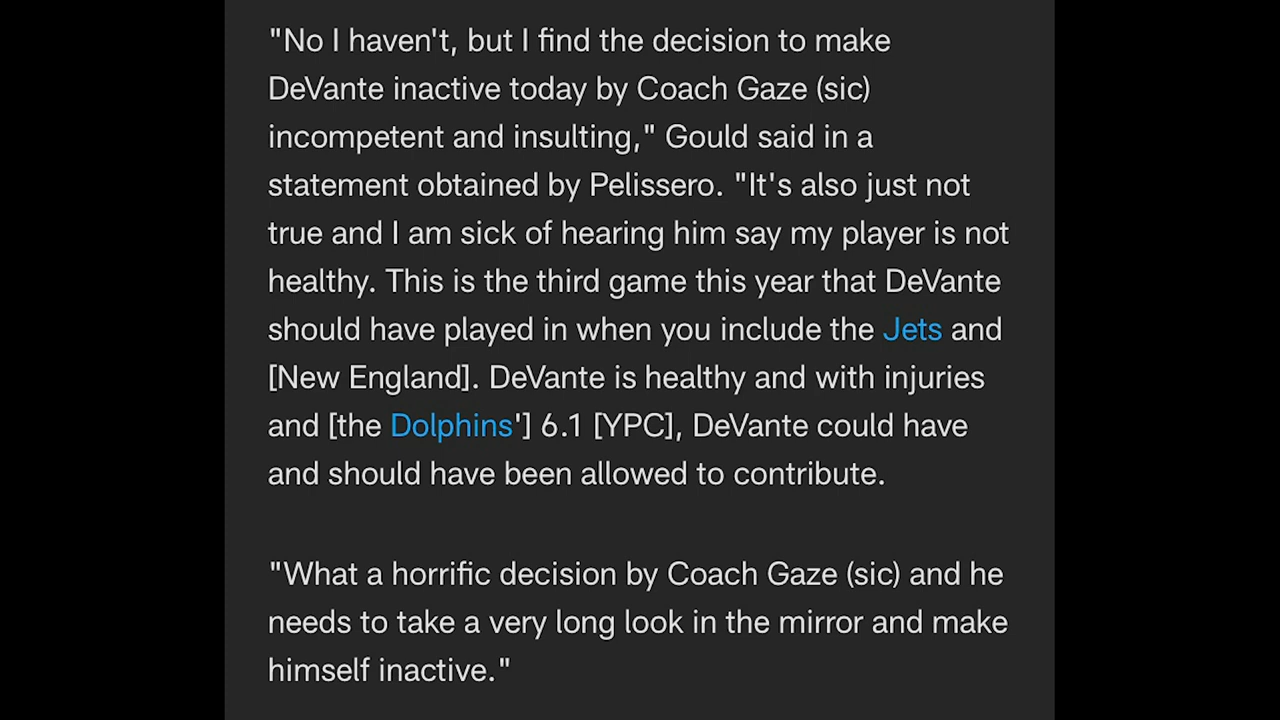 "No I haven't, but I find the decision to make
DeVante inactive today by Coach Gaze (sic)
incompetent and insulting," Gould said in a
statement obtained by Pelissero. "It's also just not
true and I am sick of hearing him say my player is not
healthy. This is the third game this year that DeVante
should have played in when you include the Jets and
[New England]. DeVante is healthy and with injuries
and [the Dolphins'] 6.1 [YPC], DeVante could have
and should have been allowed to contribute.
"What a horrific decision by Coach Gaze (sic) and he
needs to take a very long look in the mirror and make
himself inactive."